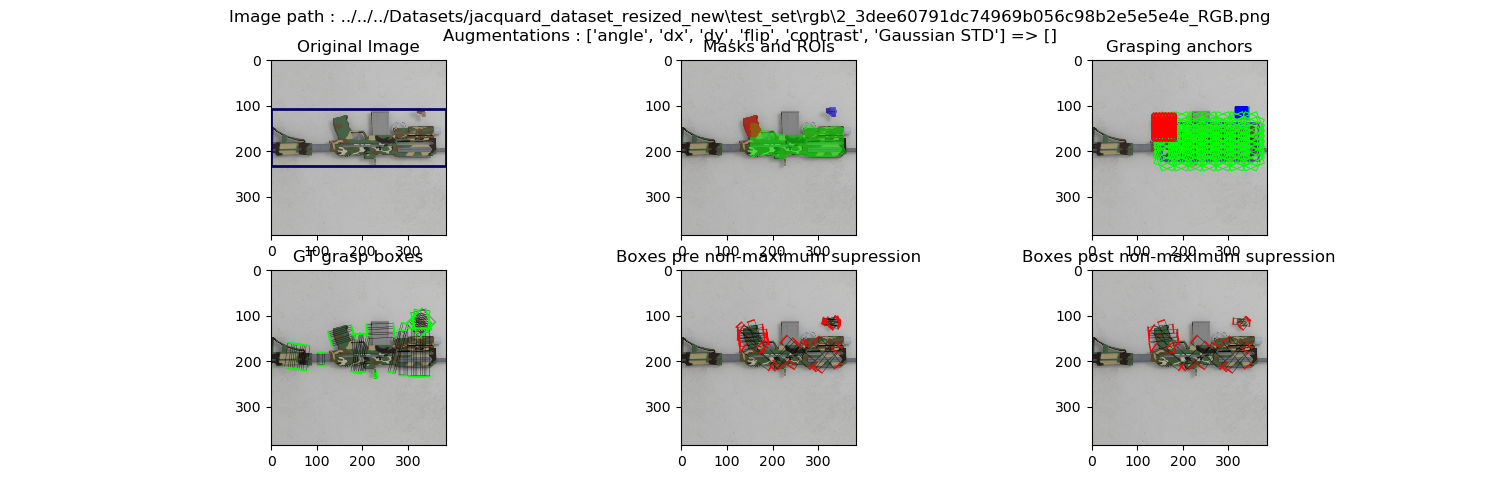 Image path : ../../../Datasets/jacquard_dataset_resized_new\test_set\rgb\2_3dee60791dc74969b056c98b2e5e5e4e_RGB.png
Augmentations : ['angle', 'dx', 'dy', 'flip', 'contrast', 'Gaussian STD'] => []
Original Image
Masks and ROIs
Grasping anchors
0
100
200
300
0 100 200 300
0
100
200
300
0 100 200 300
0
100
200
300
0 100 200 300
GT grasp boxes
Boxes pre non-maximum supression
Boxes post non-maximum supression
0
100
200
300
0 100 200 300
0
100
200
300
0 100 200 300
0
100
200
300
0 100 200 300